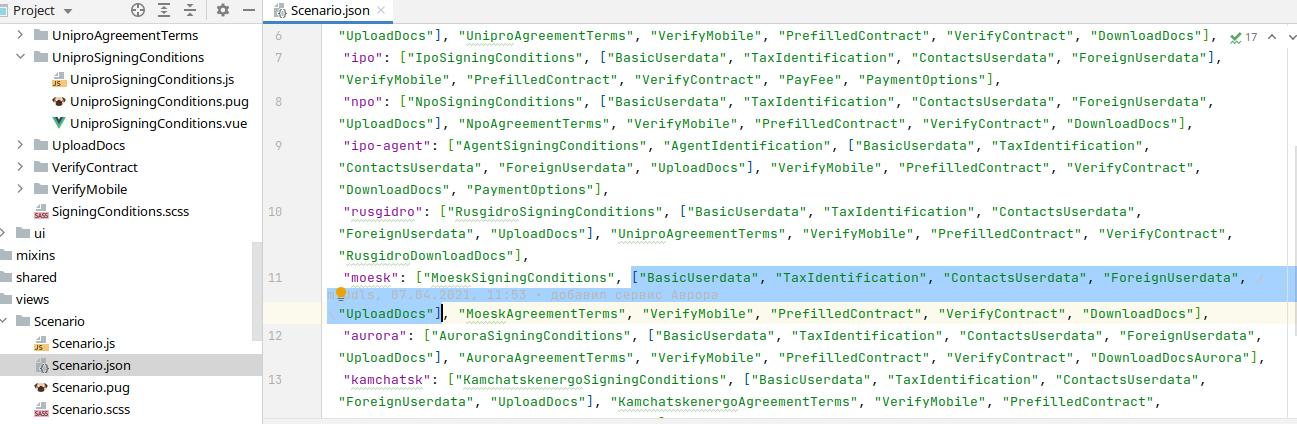 Project
Scenario.json
UniproAgreementTerms
UniproSigningConditions
UniproSigningConditions.js
UniproSigningConditions.pug
UniproSigningConditions.vue
UploadDocs
VerifyContract
VerifyMobile
SigningConditions.scss
ui
mixins
shared
views
Scenario
Scenario.js
Scenario.json
Scenario.pug
Scenario.scss
17
6 "UploadDocs"], "UniproAgreementTerms", "VerifyMobile", "PrefilledContract", "VerifyContract", "DownloadDocs"],
7 "ipo": ["IpoSigningConditions", ["BasicUserdata", "TaxIdentification", "ContactsUserdata", "ForeignUserdata"],
"VerifyMobile", "PrefilledContract", "VerifyContract", "PayFee", "PaymentOptions"],
8 "npo": ["NpoSigningConditions", ["BasicUserdata", "TaxIdentification", "ContactsUserdata", "ForeignUserdata",
"UploadDocs"], "NpoAgreementTerms", "VerifyMobile", "PrefilledContract", "VerifyContract", "DownloadDocs"],
9 "ipo-agent": ["AgentSigningConditions", "AgentIdentification", ["BasicUserdata", "TaxIdentification",
"ContactsUserdata", "ForeignUserdata", "UploadDocs"], "VerifyMobile", "PrefilledContract", "VerifyContract",
"DownloadDocs", "PaymentOptions"],
10 "rusgidro": ["RusgidroSigningConditions", ["BasicUserdata", "TaxIdentification", "ContactsUserdata",
"ForeignUserdata", "UploadDocs"], "UniproAgreementTerms", "VerifyMobile", "PrefilledContract", "VerifyContract",
"RusgidroDownloadDocs"],
11 "moesk": ["MoeskSigningConditions", ["BasicUserdata", "TaxIdentification", "ContactsUserdata", "ForeignUserdata",
07.04.2021, 11:53 • добавил сервис Аврора
"UploadDocs"], "MoeskAgreementTerms", "VerifyMobile", "PrefilledContract", "VerifyContract", "DownloadDocs"],
12 "aurora": ["AuroraSigningConditions", ["BasicUserdata", "TaxIdentification", "ContactsUserdata", "ForeignUserdata",
"UploadDocs"], "AuroraAgreementTerms", "VerifyMobile", "PrefilledContract", "VerifyContract", "DownloadDocsAurora"],
13 "kamchatsk": ["KamchatskenergoSigningConditions", ["BasicUserdata", "TaxIdentification", "ContactsUserdata",
"ForeignUserdata", "UploadDocs"], "KamchatskenergoAgreementTerms", "VerifyMobile", "PrefilledContract",